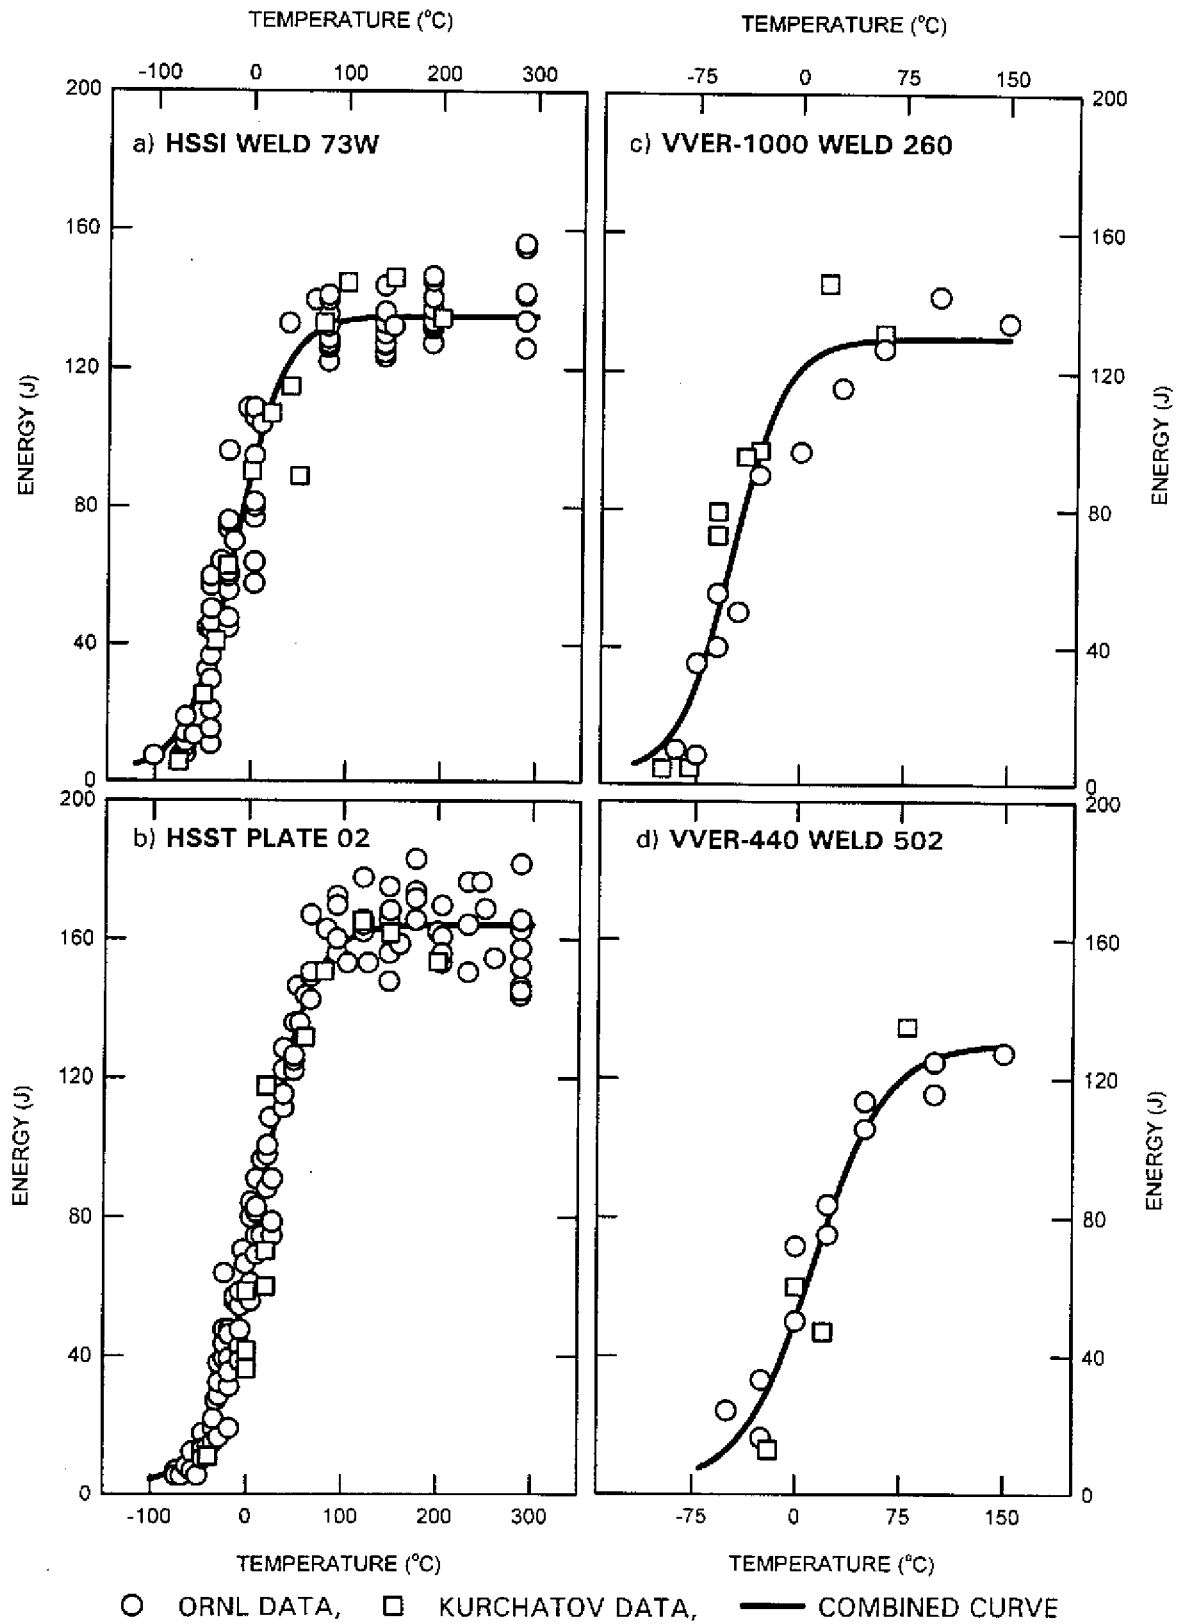 TEMPERATURE (°C) TEMPERATURE (°C)
-100 0 100 200 300 -75 0 75 150
200 200
a) HSSI WELD 73W c) VVER-1000 WELD 260
160 160
120 120
ENERGY (J) ENERGY (J)
80 80
40 40
0 0
200 200
b) HSST PLATE 02 d) VVER-440 WELD 502
160 160
120 120
ENERGY (J) ENERGY (J)
80 80
40 40
0 0
-100 0 100 200 300 -75 0 75 150
TEMPERATURE (°C) TEMPERATURE (°C)
ORNL DATA, KURCHATOV DATA, COMBINED CURVE